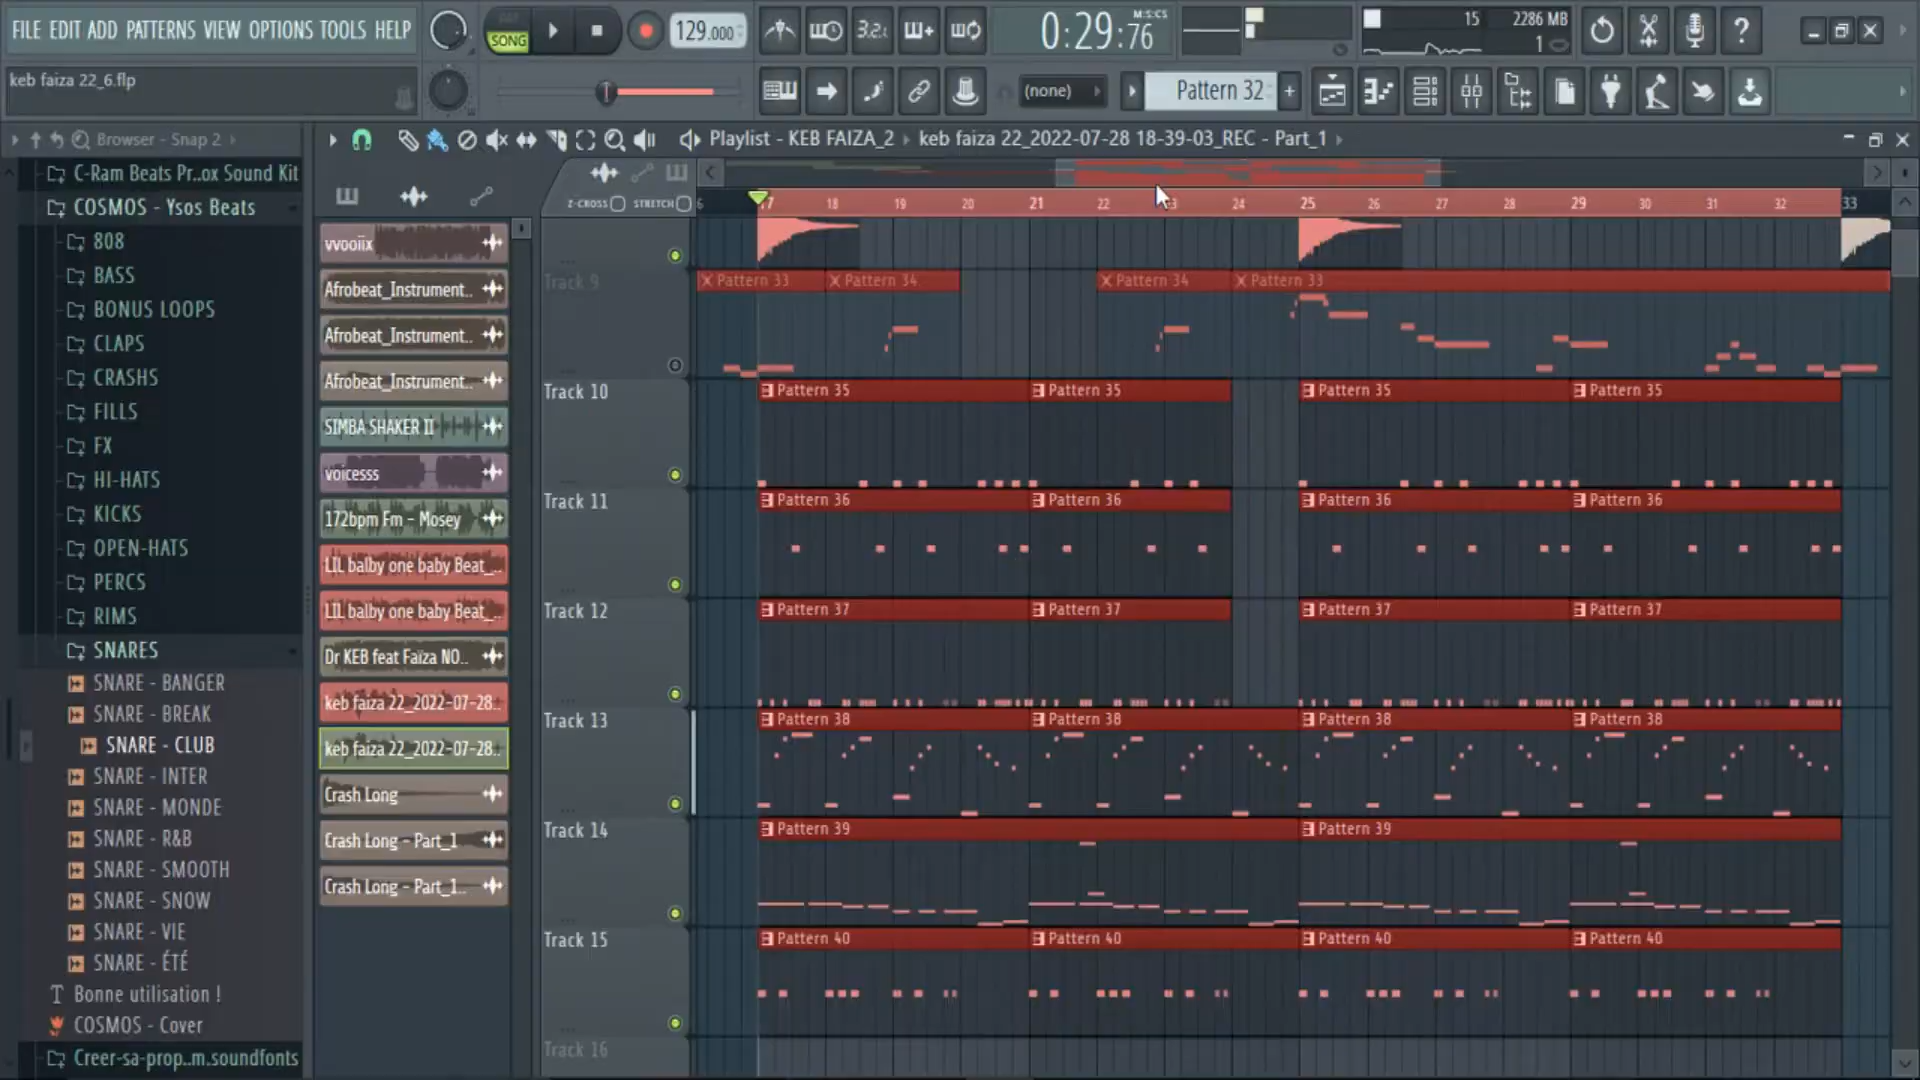 FILE EDIT ADD PATTERNS VIEW OPTIONS TOOLS HELP
SONG
129.000
3.2.
0:29:76
M:S:CS
15
2286 MB
1
keb faiza 22_6.flp
(none)
Pattern 32
+
Browser - Snap 2
Playlist - KEB FAIZA_2 ▸ keb faiza 22_2022-07-28 18-39-03_REC - Part_1
Z-CROSS
STRETCH
6 17 18 19 20 21 22 23 24 25 26 27 28 29 30 31 32 33
C-Ram Beats Pr..ox Sound Kit
COSMOS - Ysos Beats
808
BASS
BONUS LOOPS
CLAPS
CRASHS
FILLS
FX
HI-HATS
KICKS
OPEN-HATS
PERCS
RIMS
SNARES
SNARE - BANGER
SNARE - BREAK
SNARE - CLUB
SNARE - INTER
SNARE - MONDE
SNARE - R&B
SNARE - SMOOTH
SNARE - SNOW
SNARE - VIE
SNARE - ÉTÉ
Bonne utilisation !
COSMOS - Cover
Creer-sa-prop..m.soundfonts
vvooiix
Afrobeat_Instrument..
Afrobeat_Instrument..
Afrobeat_Instrument..
SIMBA SHAKER II
voicesss
172bpm Fm - Mosey
LIL balby one baby Beat_..
LIL balby one baby Beat_..
Dr KEB feat Faïza NO..
keb faiza 22_2022-07-28..
keb faiza 22_2022-07-28..
Crash Long
Crash Long - Part_1
Crash Long - Part_1..
Track 9
Pattern 33 Pattern 34 Pattern 34 Pattern 33
Track 10
Pattern 35 Pattern 35 Pattern 35 Pattern 35
Track 11
Pattern 36 Pattern 36 Pattern 36 Pattern 36
Track 12
Pattern 37 Pattern 37 Pattern 37 Pattern 37
Track 13
Pattern 38 Pattern 38 Pattern 38 Pattern 38
Track 14
Pattern 39 Pattern 39
Track 15
Pattern 40 Pattern 40 Pattern 40 Pattern 40
Track 16